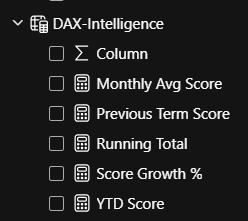 DAX-Intelligence
Column
Monthly Avg Score
Previous Term Score
Running Total
Score Growth %
YTD Score